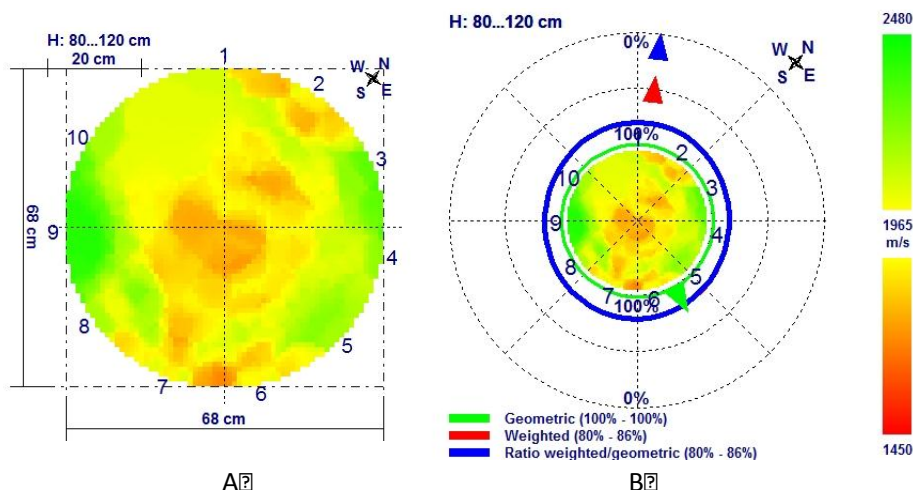 H: 80...120 cm
20 cm
W N
S E
1
2
3
4
5
6
7
8
9
10
68 cm
68 cm
A
H: 80...120 cm
0%
W N
S E
100%
1
2
3
4
5
6
7
8
9
10
100%
0%
Geometric (100% - 100%)
Weighted (80% - 86%)
Ratio weighted/geometric (80% - 86%)
B
2480
1965
m/s
1450